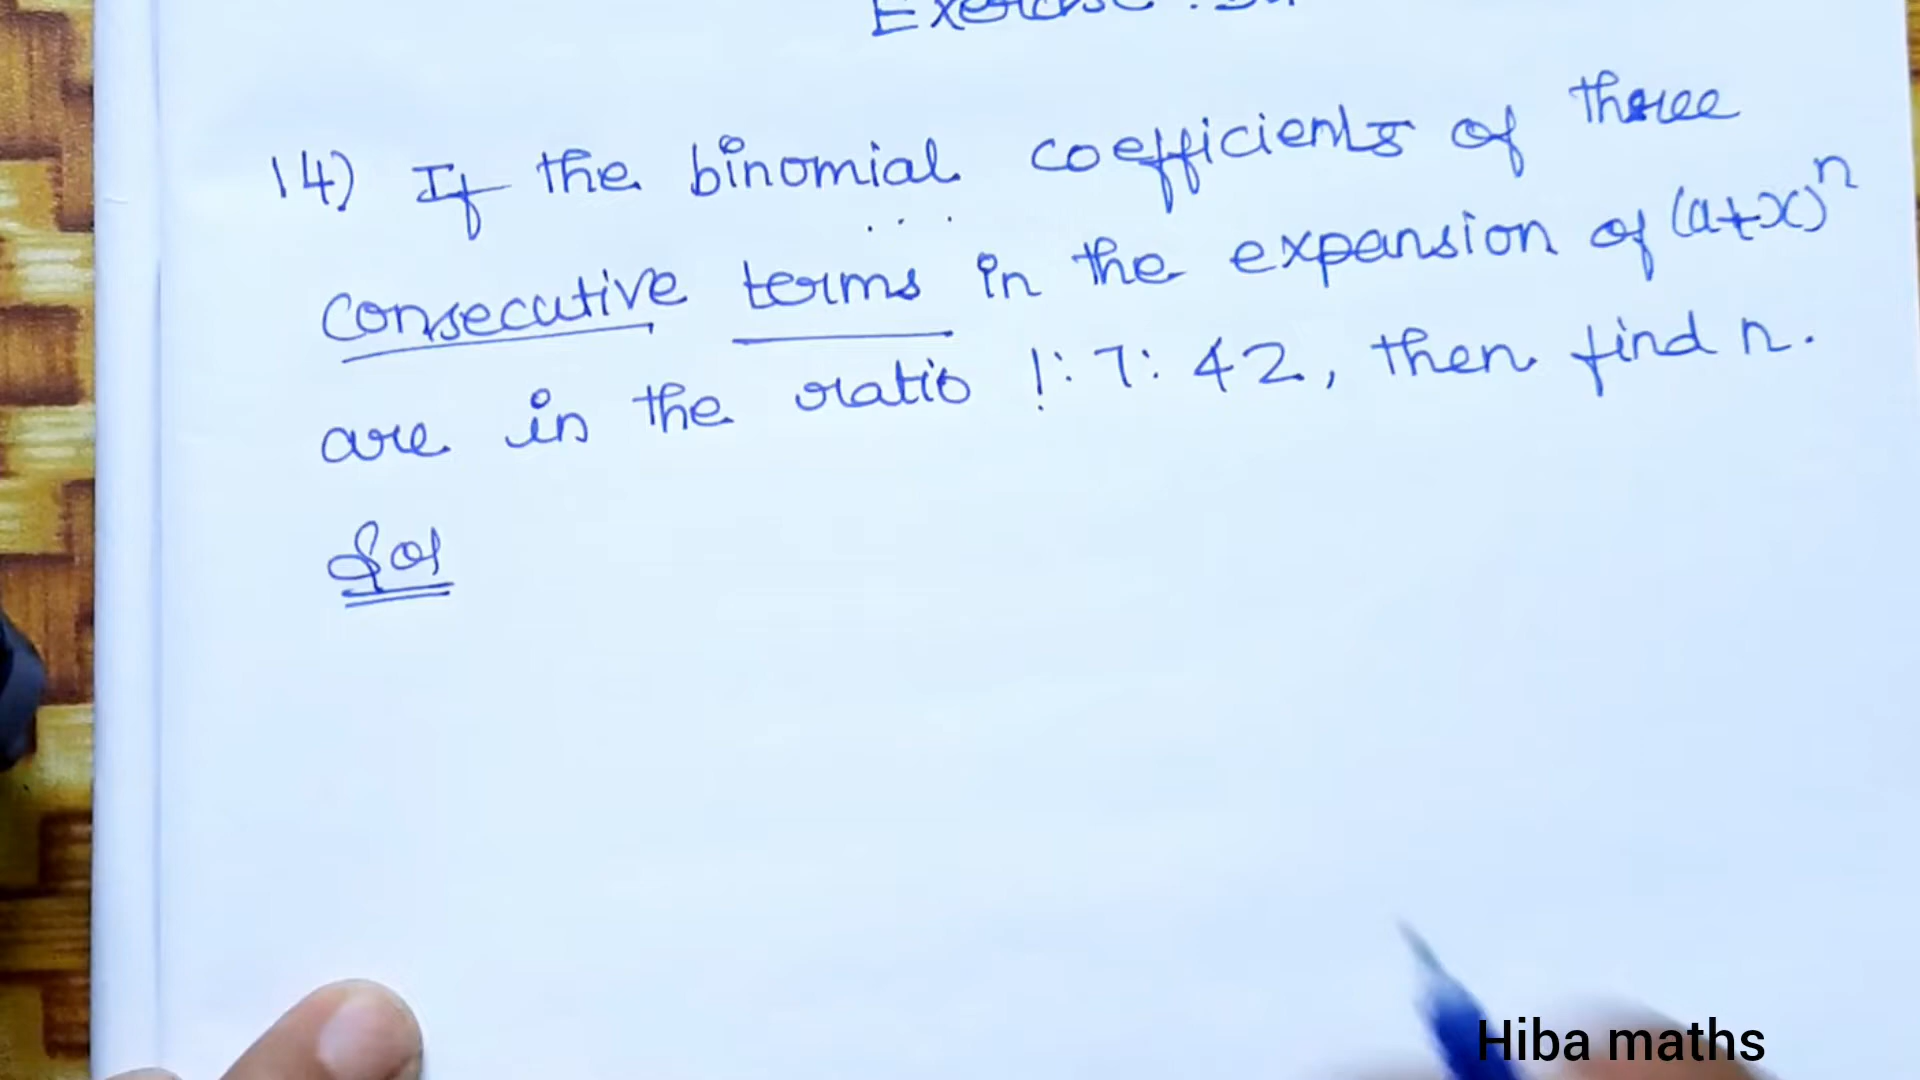 14) If the binomial coefficients of three
consecutive terms in the expansion of (a+x)^n
are in the ratio 1:7:42, then find n.
Sol
Hiba maths